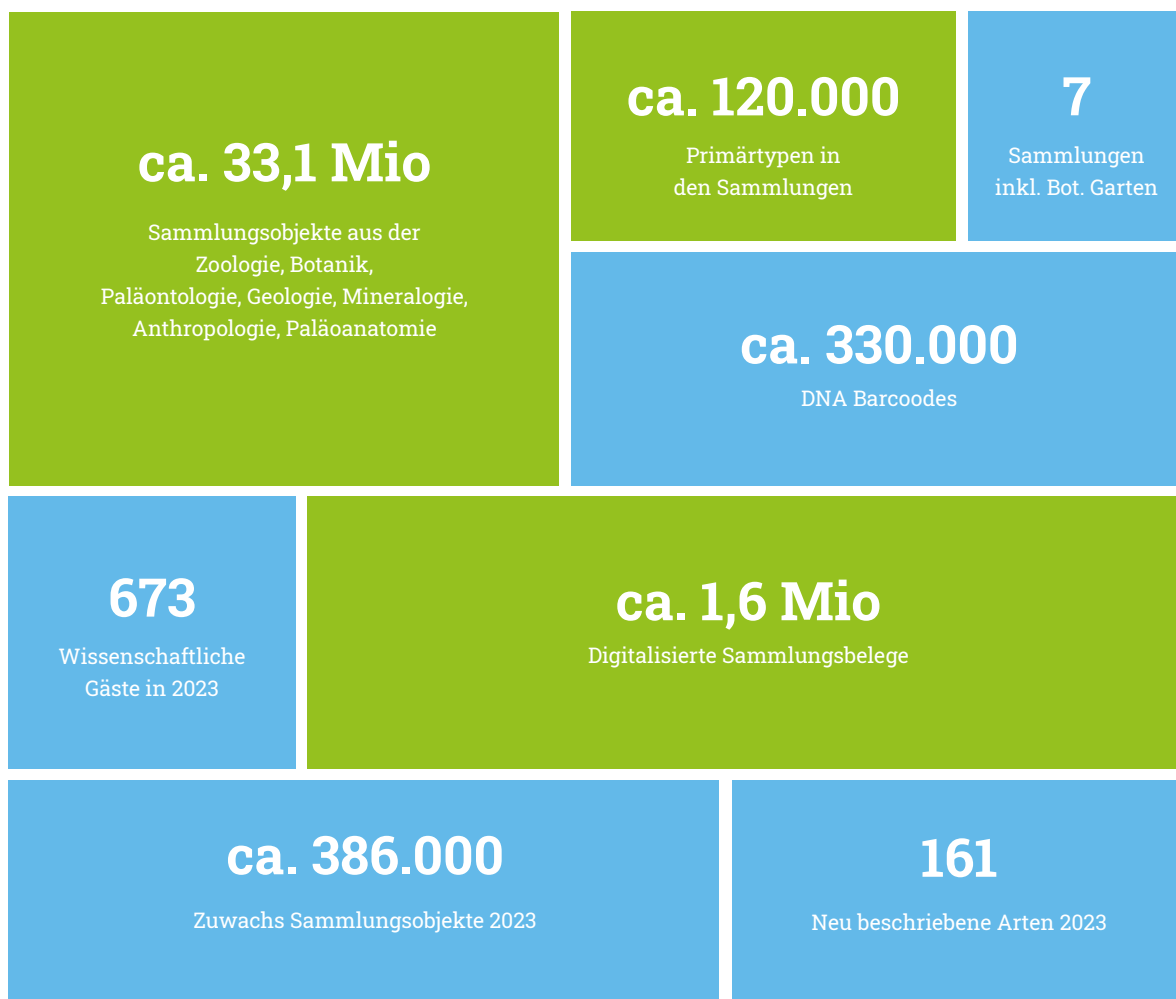 ca. 33,1 Mio
Sammlungsobjekte aus der
Zoologie, Botanik,
Paläontologie, Geologie, Mineralogie,
Anthropologie, Paläoanatomie
ca. 120.000
Primärtypen in
den Sammlungen
7
Sammlungen
inkl. Bot. Garten
ca. 330.000
DNA Barcoodes
673
Wissenschaftliche
Gäste in 2023
ca. 1,6 Mio
Digitalisierte Sammlungsbelege
ca. 386.000
Zuwachs Sammlungsobjekte 2023
161
Neu beschriebene Arten 2023